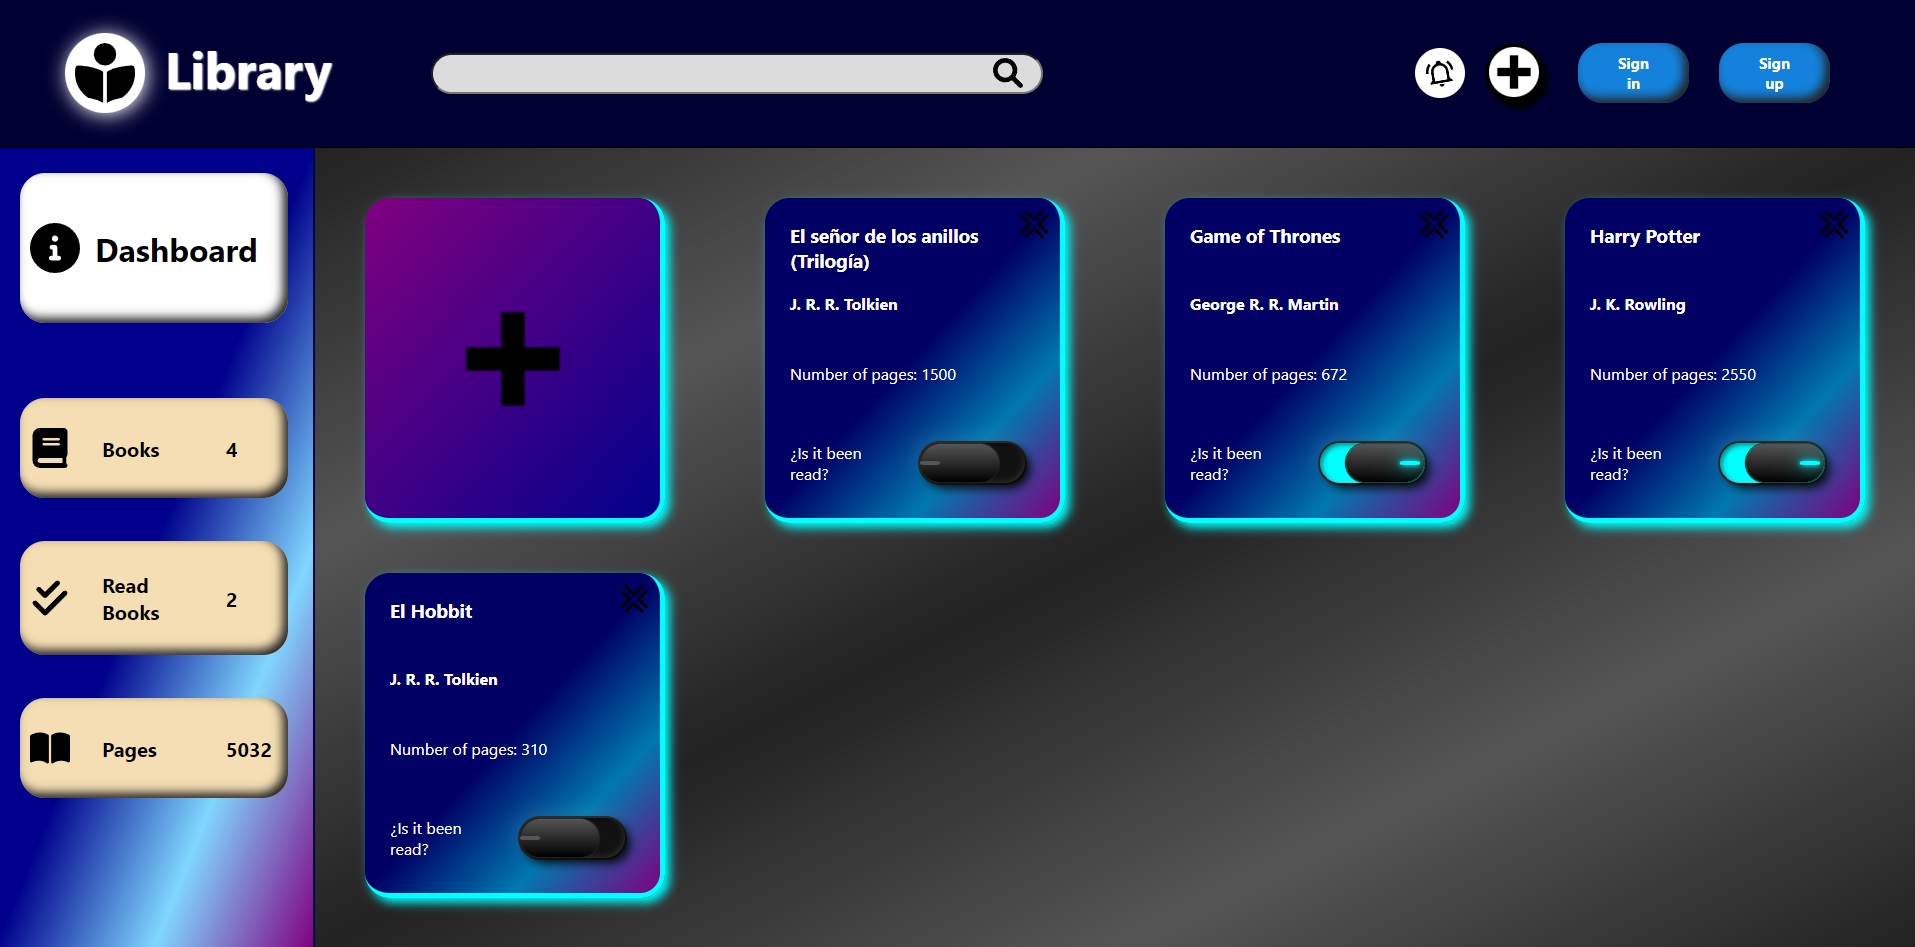 Library
Sign
in
Sign
up
Dashboard
Books 4
Read
Books 2
Pages 5032
El señor de los anillos
(Trilogía)
J. R. R. Tolkien
Number of pages: 1500
¿Is it been
read?
Game of Thrones
George R. R. Martin
Number of pages: 672
¿Is it been
read?
Harry Potter
J. K. Rowling
Number of pages: 2550
¿Is it been
read?
El Hobbit
J. R. R. Tolkien
Number of pages: 310
¿Is it been
read?